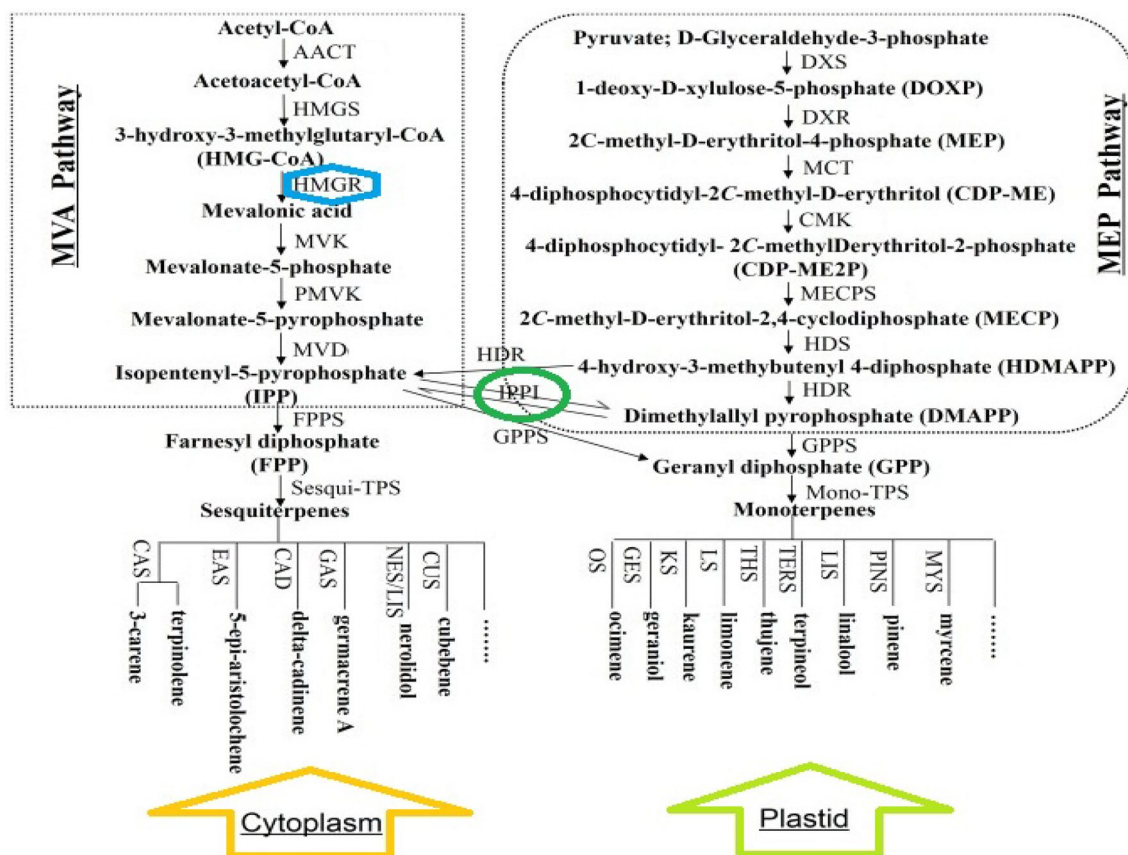 MVA Pathway
Acetyl-CoA
AACT
Acetoacetyl-CoA
HMGS
3-hydroxy-3-methylglutaryl-CoA
(HMG-CoA)
HMGR
Mevalonic acid
MVK
Mevalonate-5-phosphate
PMVK
Mevalonate-5-pyrophosphate
MVD
Isopentenyl-5-pyrophosphate
(IPP)
FPPS
Farnesyl diphosphate
(FPP)
Sesqui-TPS
Sesquiterpenes
CAS
EAS
CAD
GAS
NES/LIS
CUS
.......
3-carene
terpinolene
5-epi-aristolochene
delta-cadinene
germacrene A
nerolidol
cubebene
Cytoplasm
HDR
IPPI
GPPS
MEP Pathway
Pyruvate; D-Glyceraldehyde-3-phosphate
DXS
1-deoxy-D-xylulose-5-phosphate (DOXP)
DXR
2C-methyl-D-erythritol-4-phosphate (MEP)
MCT
4-diphosphocytidyl-2C-methyl-D-erythritol (CDP-ME)
CMK
4-diphosphocytidyl- 2C-methylDerythritol-2-phosphate
(CDP-ME2P)
MECPS
2C-methyl-D-erythritol-2,4-cyclodiphosphate (MECP)
HDS
4-hydroxy-3-methybutenyl 4-diphosphate (HDMAPP)
HDR
Dimethylallyl pyrophosphate (DMAPP)
GPPS
Geranyl diphosphate (GPP)
Mono-TPS
Monoterpenes
OS
GES
KS
LS
THS
TERS
LIS
PINS
MYS
.......
ocimene
geraniol
kaurene
limonene
thujene
terpineol
linalool
pinene
myrcene
Plastid